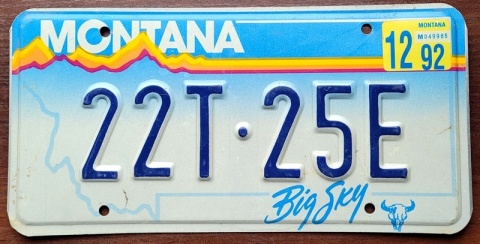 MONTANA
MONTANA
M049985
12 92
22T·25E
Big Sky